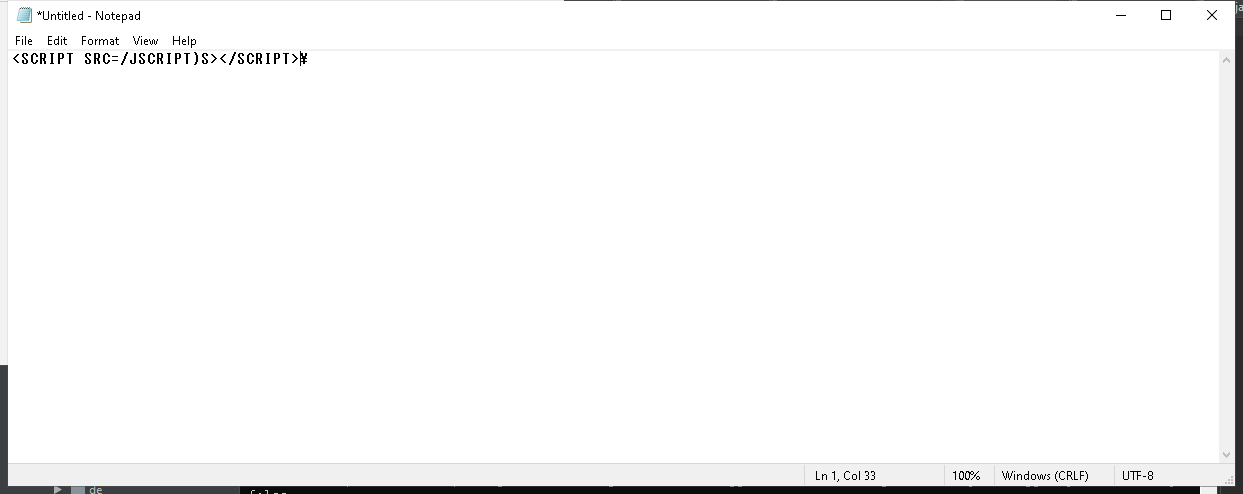 *Untitled - Notepad
File Edit Format View Help
<SCRIPT SRC=/JSCRIPT)S></SCRIPT>¥
Ln 1, Col 33 100% Windows (CRLF) UTF-8
de